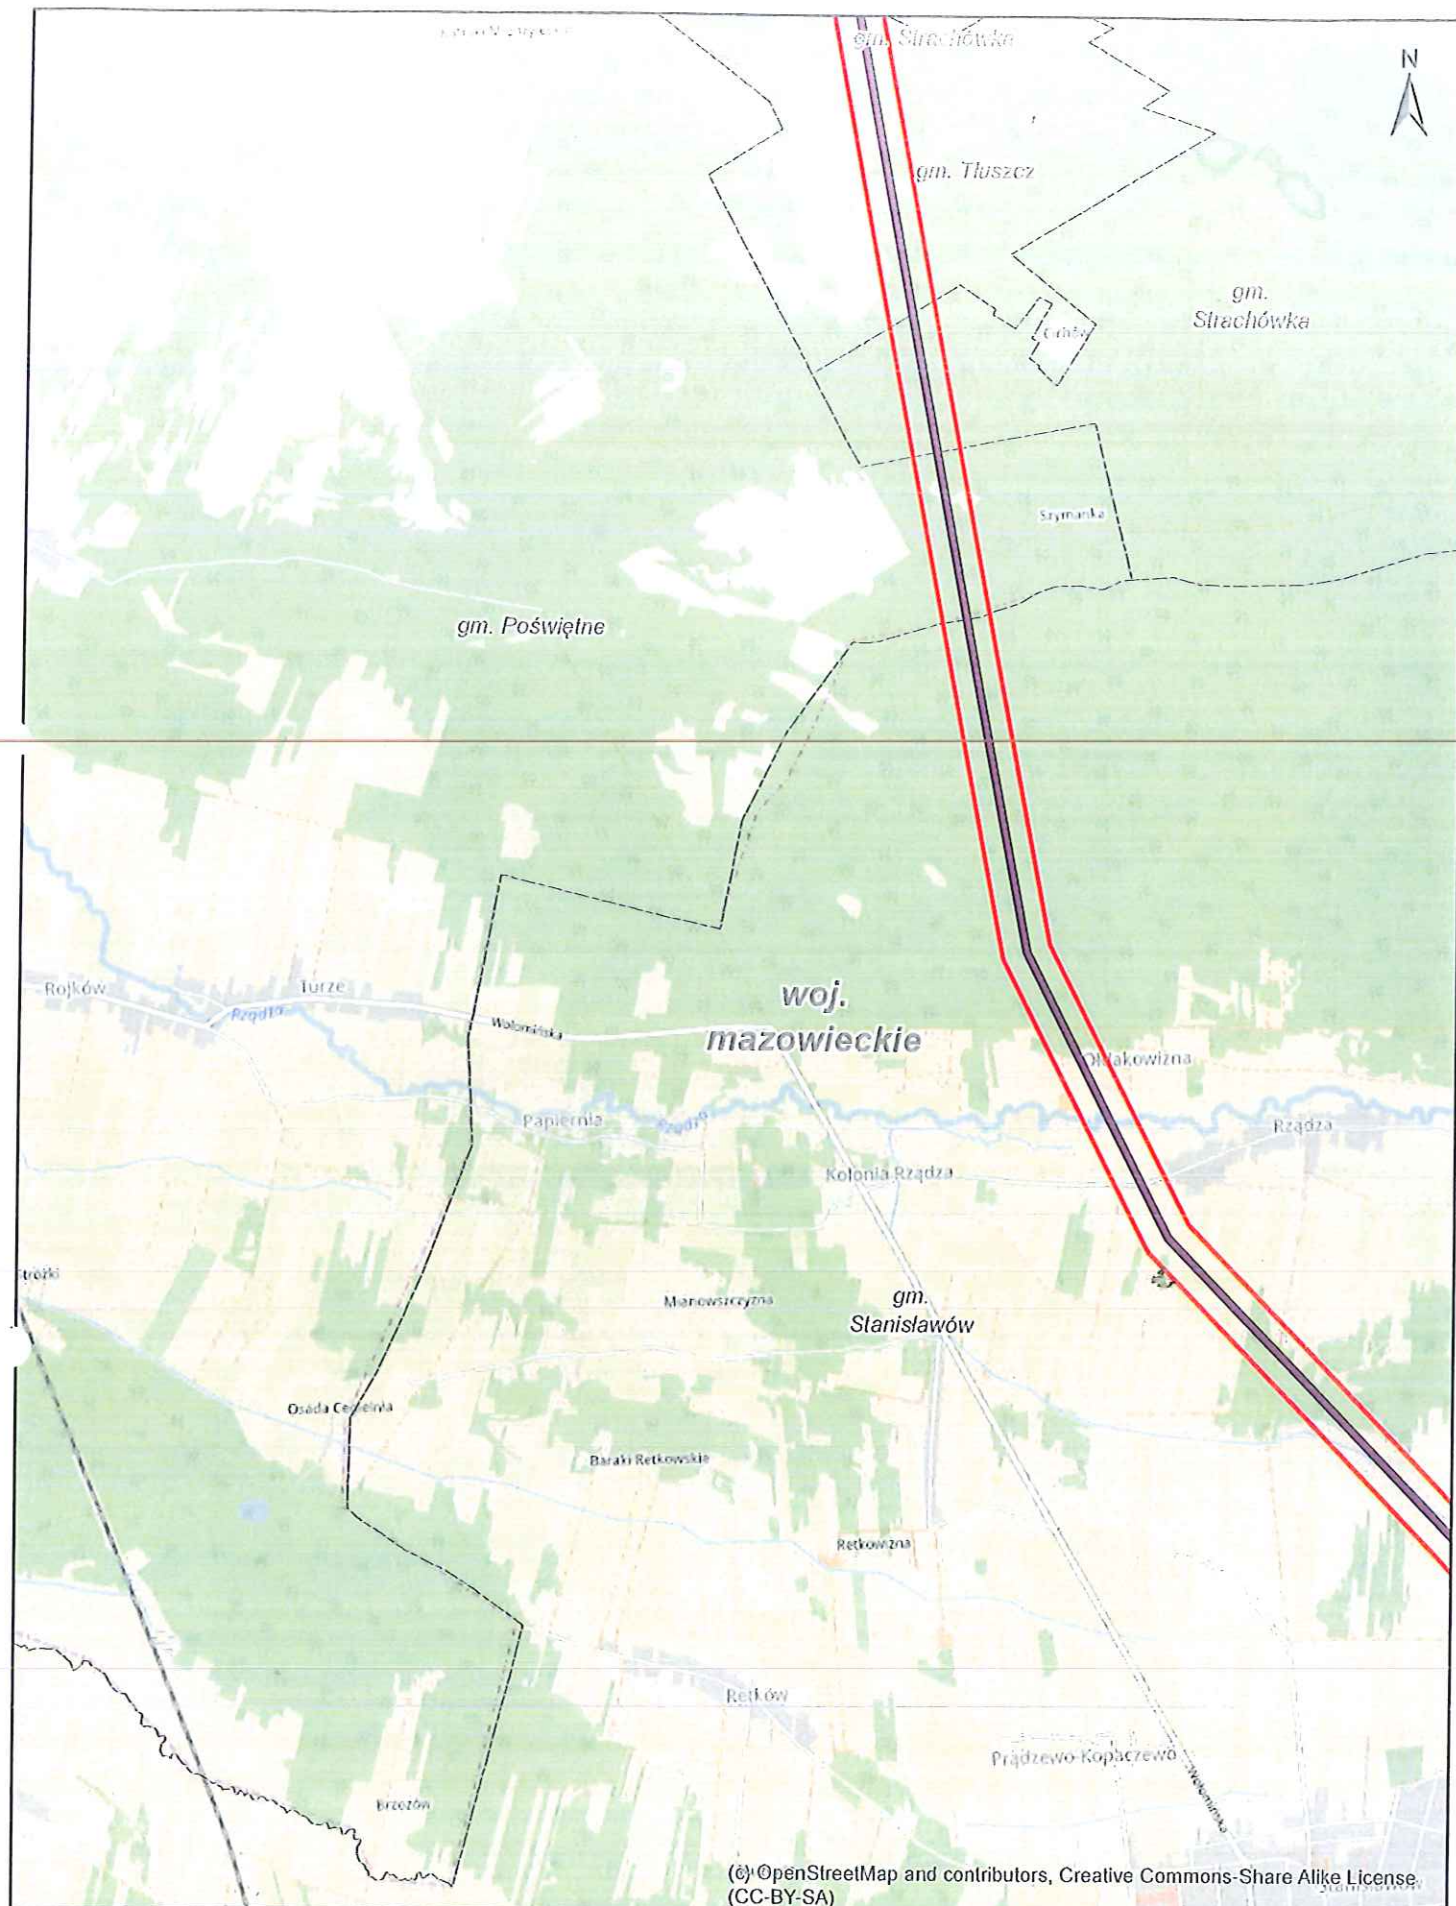 gm. Strachówka
N
gm. Tłuszcz
gm.
Strachówka
Szymanka
gm. Poświętne
Rojków
Turze
Rządza
Wołomińska
woj.
mazowieckie
Papiernia
Rządza
Rządza
Kolonia Rządza
Mianowszczyzna
gm.
Stanisławów
Osada Cegielnia
Baraki Retkowskie
Retkowizna
Retków
Prądzewo-Kopaczewo
Wołomińska
Brzozów
(c) OpenStreetMap and contributors, Creative Commons-Share Alike License
(CC-BY-SA)
Stanisławów